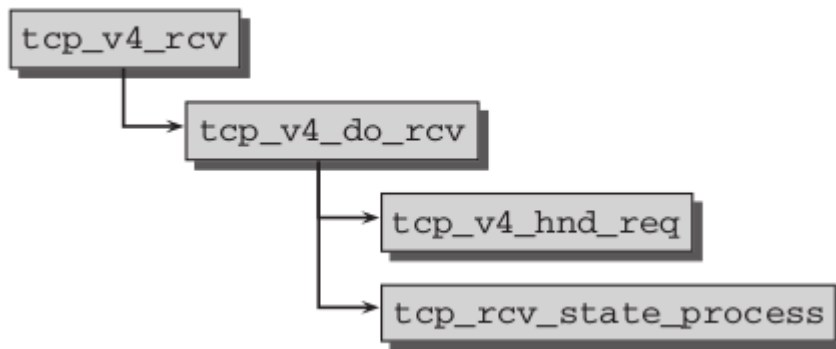 tcp_v4_rcv
tcp_v4_do_rcv
tcp_v4_hnd_req
tcp_rcv_state_process